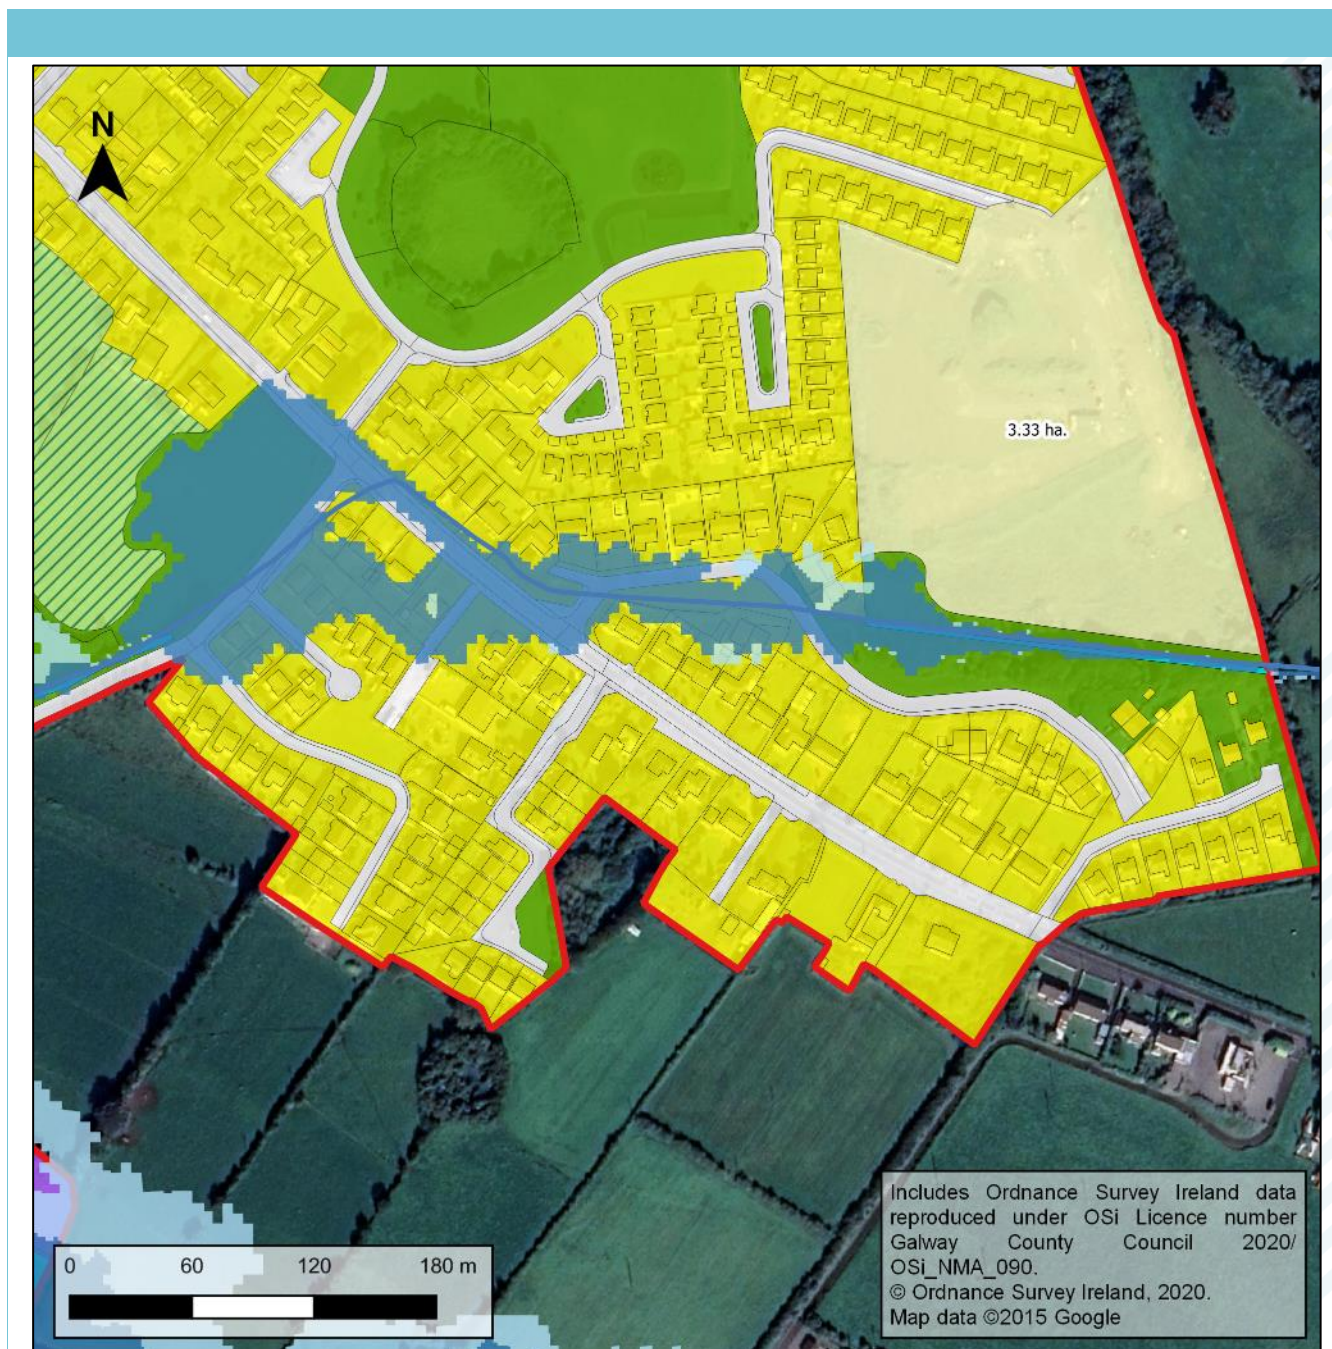 N
3.33 ha.
0 60 120 180 m
Includes Ordnance Survey Ireland data
reproduced under OSi Licence number
Galway County Council 2020/
OSi_NMA_090.
© Ordnance Survey Ireland, 2020.
Map data ©2015 Google